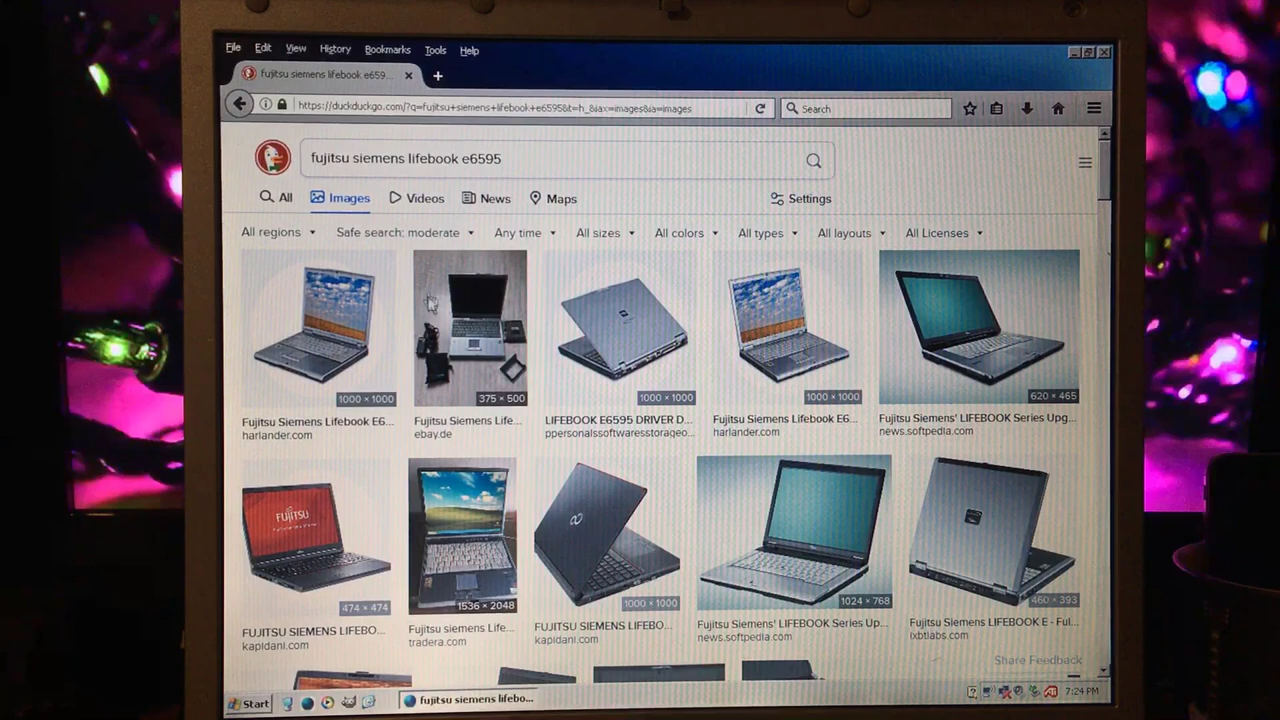 File Edit View History Bookmarks Tools Help
fujitsu siemens lifebook e659...
https://duckduckgo.com/?q=fujitsu+siemens+lifebook+e6595&t=h_&iax=images&ia=images
Search
fujitsu siemens lifebook e6595
All Images Videos News Maps Settings
All regions Safe search: moderate Any time All sizes All colors All types All layouts All Licenses
1000 × 1000 375 × 500 1000 × 1000 1000 × 1000 620 × 465
Fujitsu Siemens Lifebook E6... Fujitsu Siemens Life... LIFEBOOK E6595 DRIVER D... Fujitsu Siemens Lifebook E6... Fujitsu Siemens' LIFEBOOK Series Upg...
harlander.com ebay.de ppersonalssoftwaresstorageo... harlander.com news.softpedia.com
FUJITSU
474 × 474 1536 × 2048 1000 × 1000 1024 × 768 460 × 393
FUJITSU SIEMENS LIFEBO... Fujitsu siemens Life... FUJITSU SIEMENS LIFEBO... Fujitsu Siemens' LIFEBOOK Series Up... Fujitsu Siemens LIFEBOOK E - Ful...
kapidani.com tradera.com kapidani.com news.softpedia.com ixbtlabs.com
Share Feedback
Start fujitsu siemens lifebo... ATI 7:24 PM